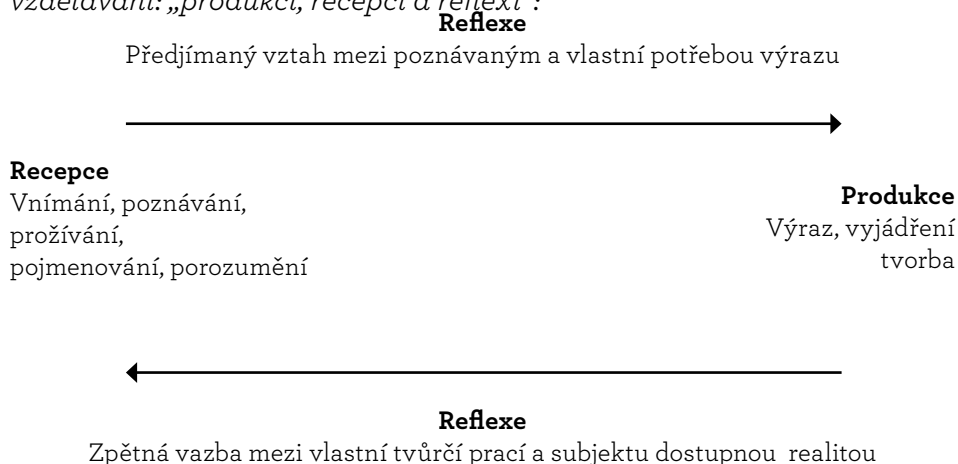 vzdělávání: „produkci, recepci a reflexi“:
Reflexe
Předjímaný vztah mezi poznávaným a vlastní potřebou výrazu
Recepce
Vnímání, poznávání,
prožívání,
pojmenování, porozumění
Produkce
Výraz, vyjádření
tvorba
Reflexe
Zpětná vazba mezi vlastní tvůrčí prací a subjektu dostupnou realitou